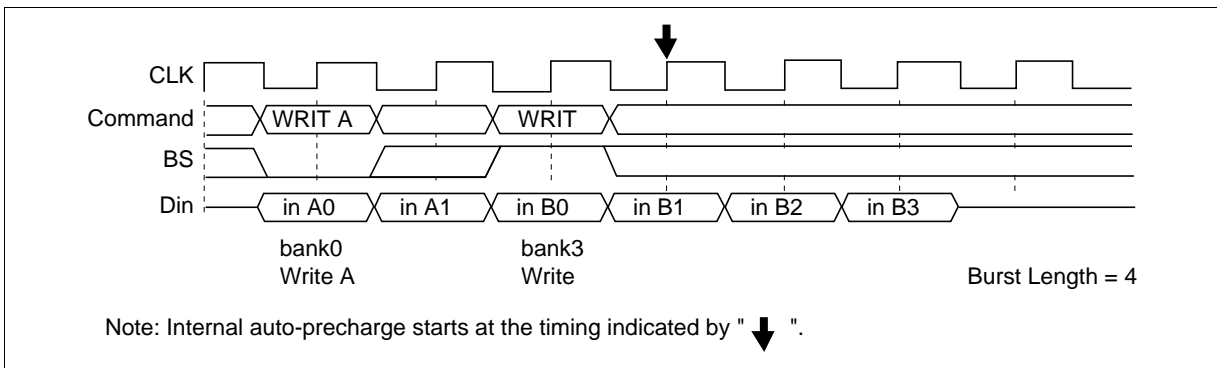 CLK
Command WRIT A WRIT
BS
Din in A0 in A1 in B0 in B1 in B2 in B3
bank0 bank3
Write A Write Burst Length = 4
Note: Internal auto-precharge starts at the timing indicated by " ".